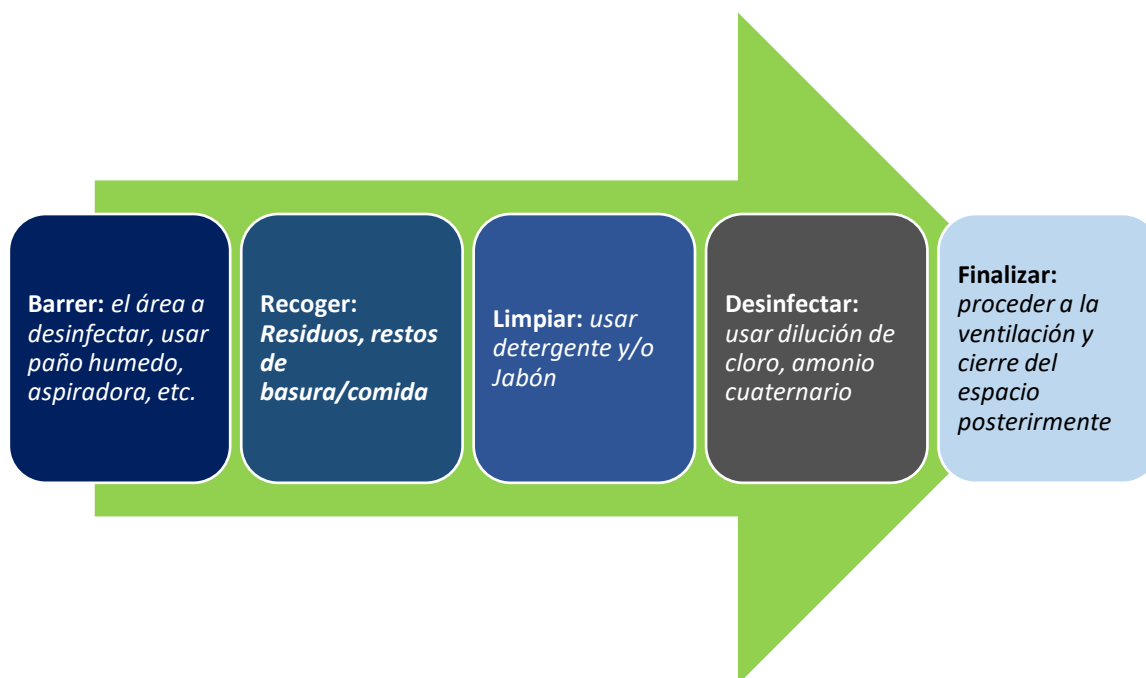 Barrer: el área a
desinfectar, usar
paño humedo,
aspiradora, etc.
Recoger:
Residuos, restos
de
basura/comida
Limpiar: usar
detergente y/o
Jabón
Desinfectar:
usar dilución de
cloro, amonio
cuaternario
Finalizar:
proceder a la
ventilación y
cierre del
espacio
posterirmente